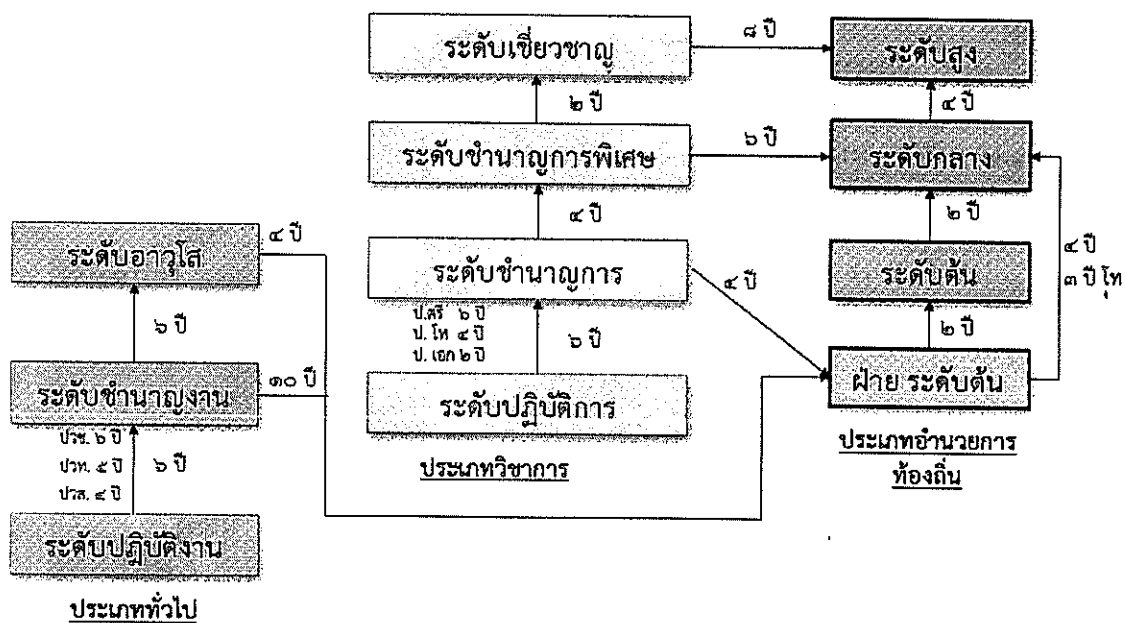 ระดับเชี่ยวชาญ
๘ ปี
ระดับสูง
๒ ปี
๔ ปี
ระดับชำนาญการพิเศษ
๖ ปี
ระดับกลาง
๔ ปี
๒ ปี
๔ ปี
๓ ปี โท
ระดับอาวุโส
๔ ปี
ระดับชำนาญการ
๔ ปี
ระดับต้น
๖ ปี
ป.ตรี ๖ ปี
ป. โท ๔ ปี
ป. เอก ๒ ปี
๖ ปี
๒ ปี
ระดับชำนาญงาน
๑๐ ปี
ระดับปฏิบัติการ
ฝ่าย ระดับต้น
ปวช. ๖ ปี
ปวท. ๕ ปี
ปวส. ๔ ปี
๖ ปี
ประเภทวิชาการ
ประเภทอำนวยการ
ท้องถิ่น
ระดับปฏิบัติงาน
ประเภททั่วไป